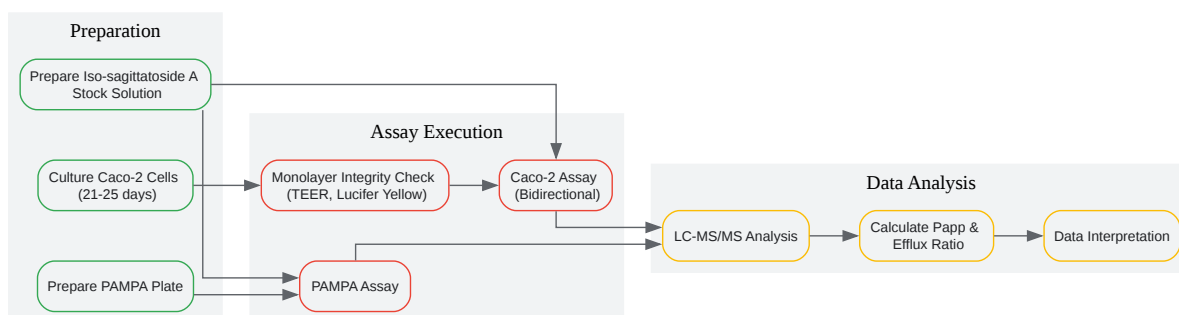 Preparation
Prepare Iso-sagittatoside A
Stock Solution
Culture Caco-2 Cells
(21-25 days)
Prepare PAMPA Plate
Assay Execution
Monolayer Integrity Check
(TEER, Lucifer Yellow)
Caco-2 Assay
(Bidirectional)
PAMPA Assay
Data Analysis
LC-MS/MS Analysis
Calculate Papp &
Efflux Ratio
Data Interpretation